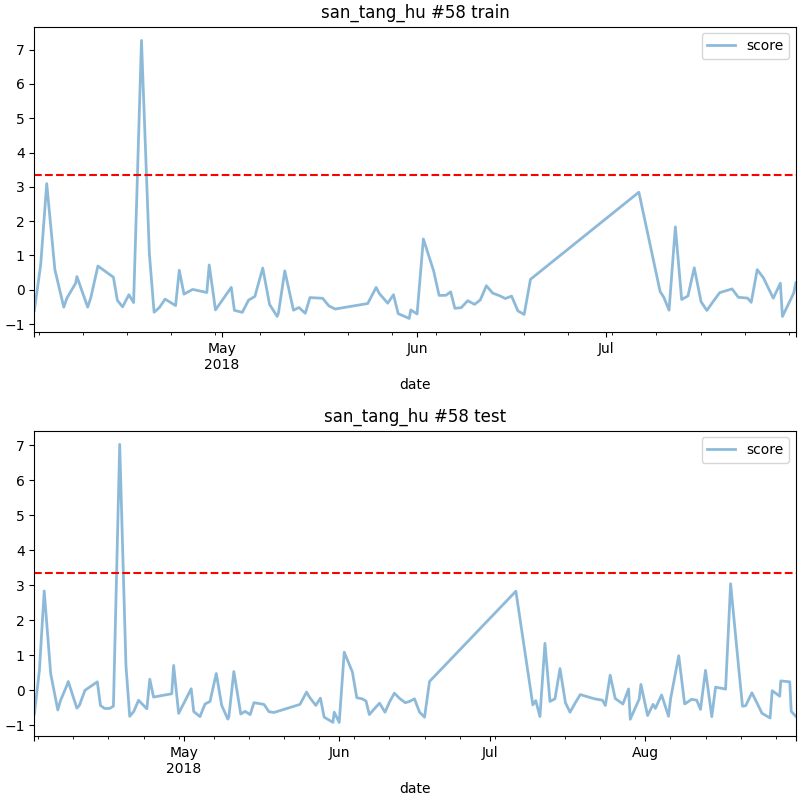 san_tang_hu #58 train
score
7
6
5
4
3
2
1
0
−1
May
2018
Jun
Jul
date
san_tang_hu #58 test
score
7
6
5
4
3
2
1
0
−1
May
2018
Jun
Jul
Aug
date